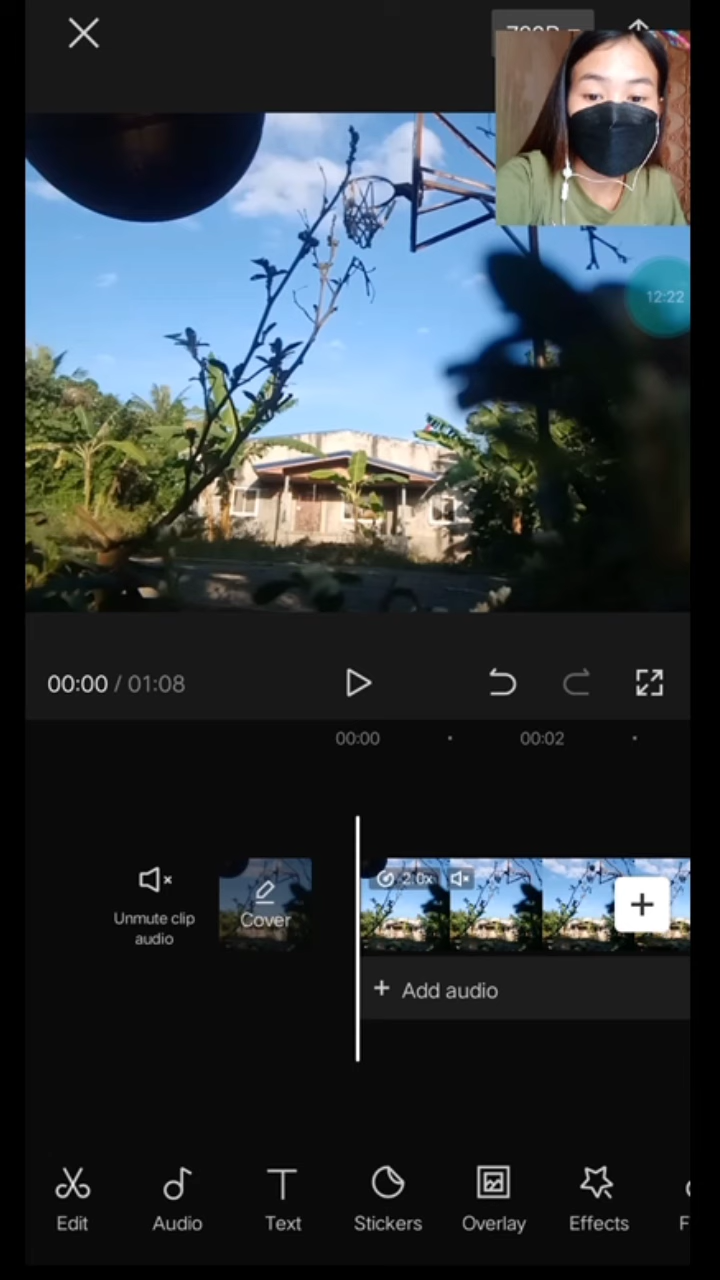 12:22
00:00 / 01:08
00:00
00:02
2.0x
Unmute clip
audio
Cover
+ Add audio
Edit
Audio
Text
Stickers
Overlay
Effects
F